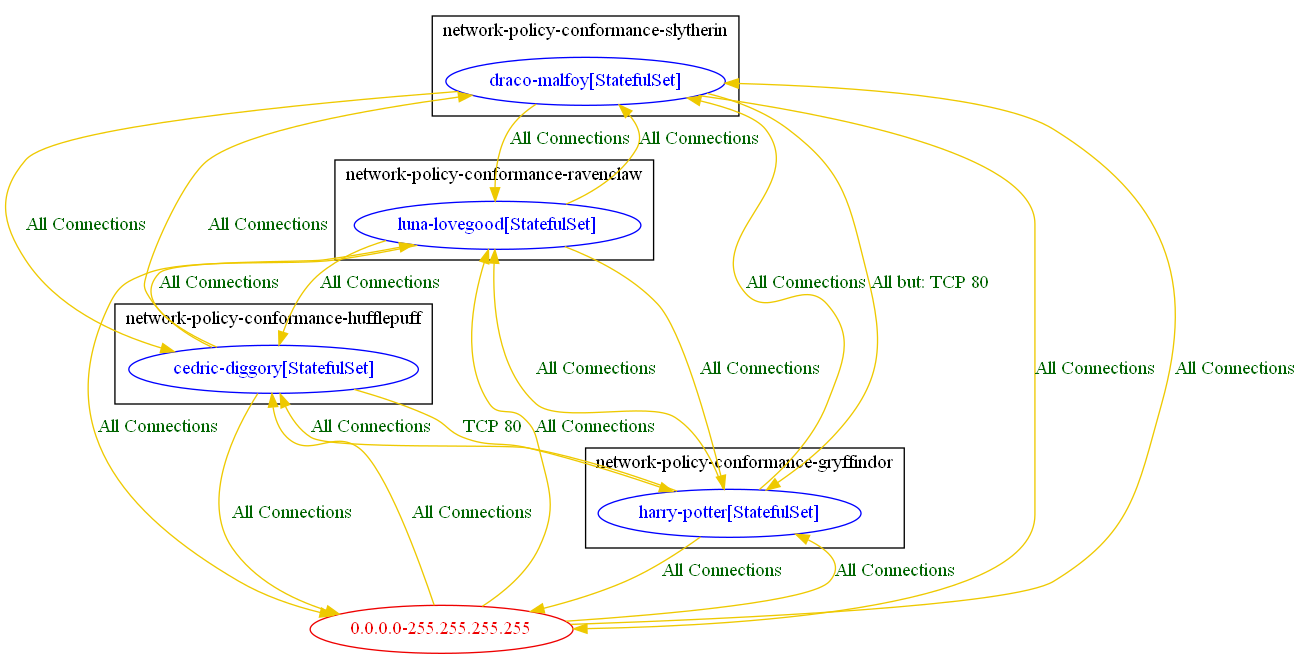 network-policy-conformance-slytherin
draco-malfoy[StatefulSet]
All Connections
All Connections
network-policy-conformance-ravenclaw
luna-lovegood[StatefulSet]
All Connections
All Connections
All Connections
All Connections
All Connections
All but: TCP 80
network-policy-conformance-hufflepuff
cedric-diggory[StatefulSet]
All Connections
All Connections
All Connections
All Connections
All Connections
All Connections
TCP 80
All Connections
network-policy-conformance-gryffindor
harry-potter[StatefulSet]
All Connections
All Connections
All Connections
All Connections
0.0.0.0-255.255.255.255